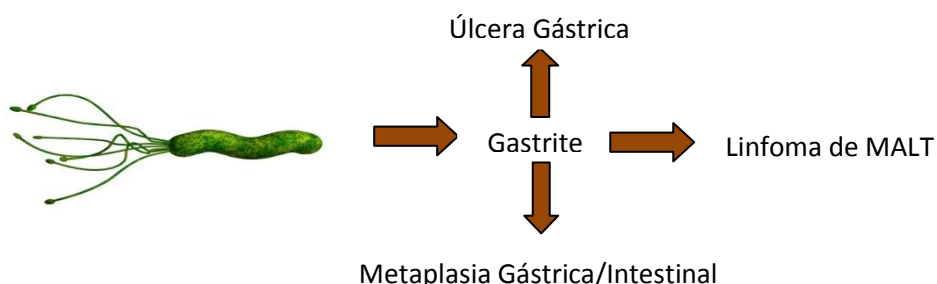 Úlcera Gástrica
Gastrite
Linfoma de MALT
Metaplasia Gástrica/Intestinal